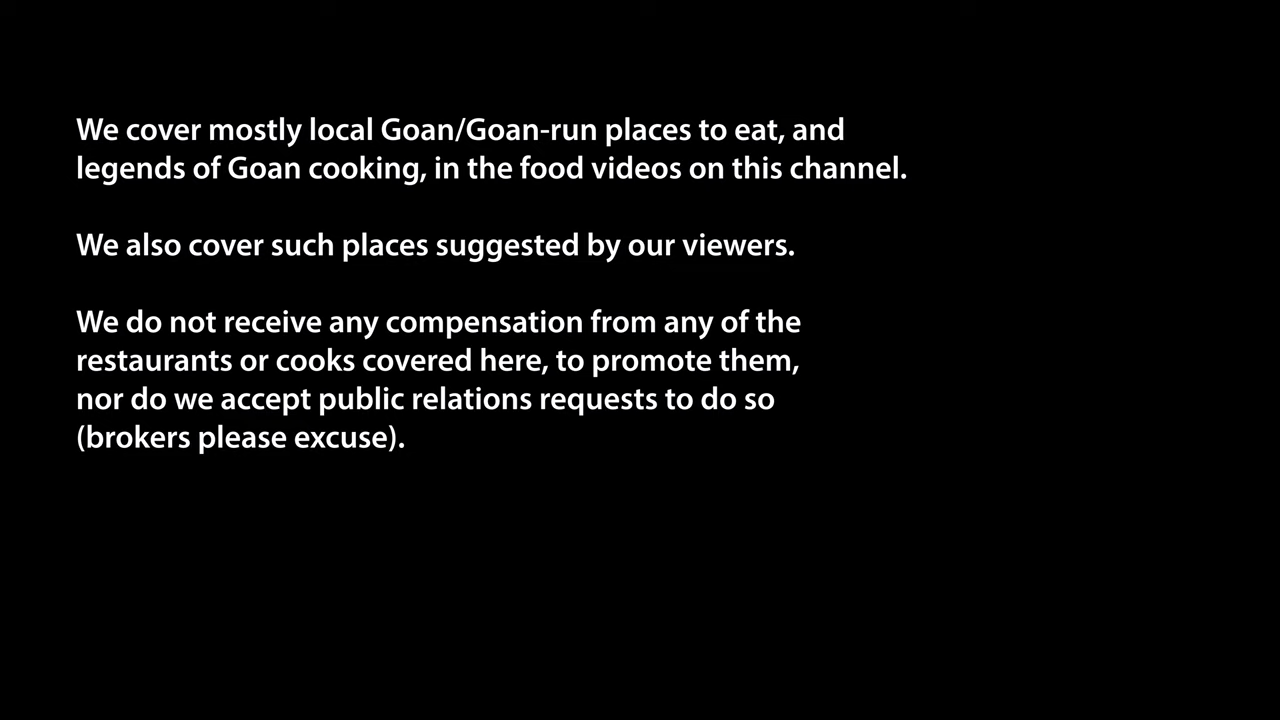 We cover mostly local Goan/Goan-run places to eat, and
legends of Goan cooking, in the food videos on this channel.
We also cover such places suggested by our viewers.
We do not receive any compensation from any of the
restaurants or cooks covered here, to promote them,
nor do we accept public relations requests to do so
(brokers please excuse).